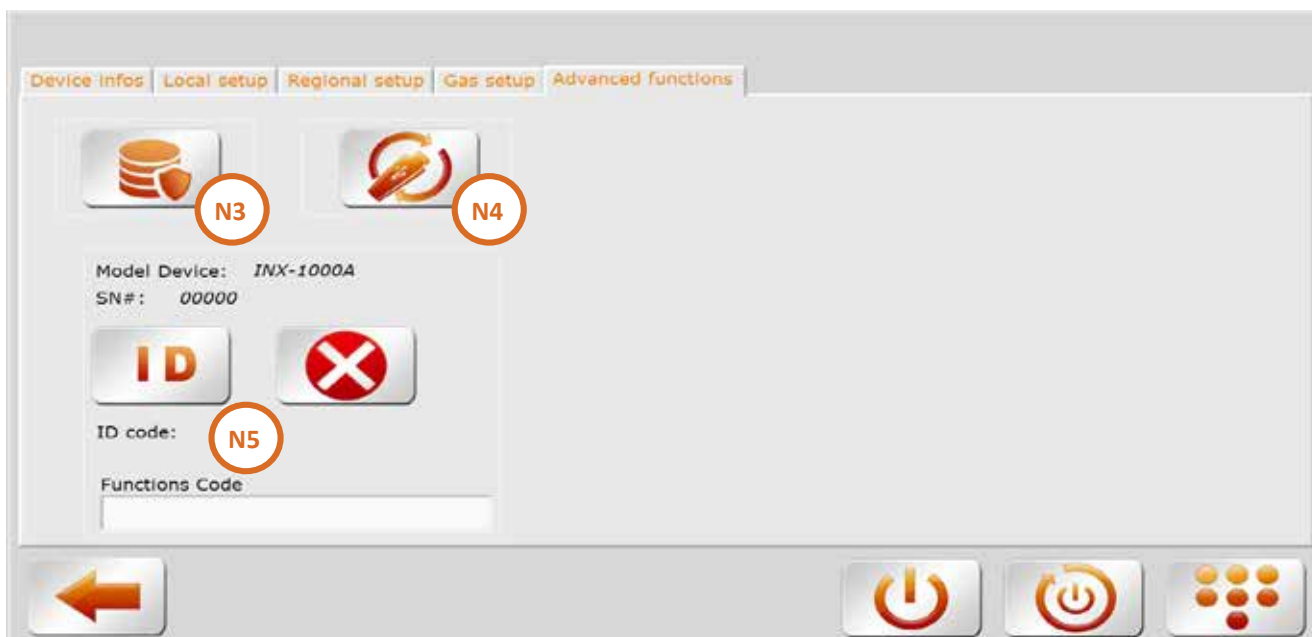 Device infos Local setup Regional setup Gas setup Advanced functions
N3 N4
Model Device: INX-1000A
SN#: 00000
ID
ID code: N5
Functions Code